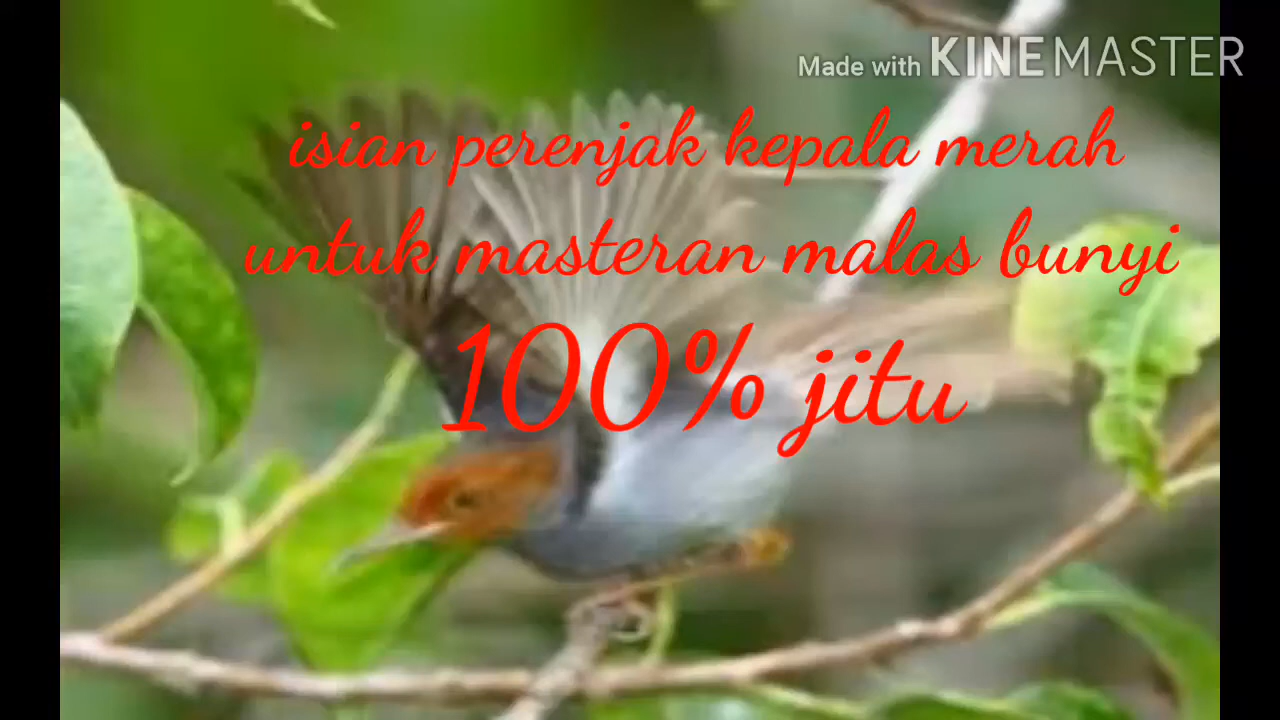 Made with KINEMASTER
isian perenjak kepala merah
untuk masteran malas bunyi
100% jitu